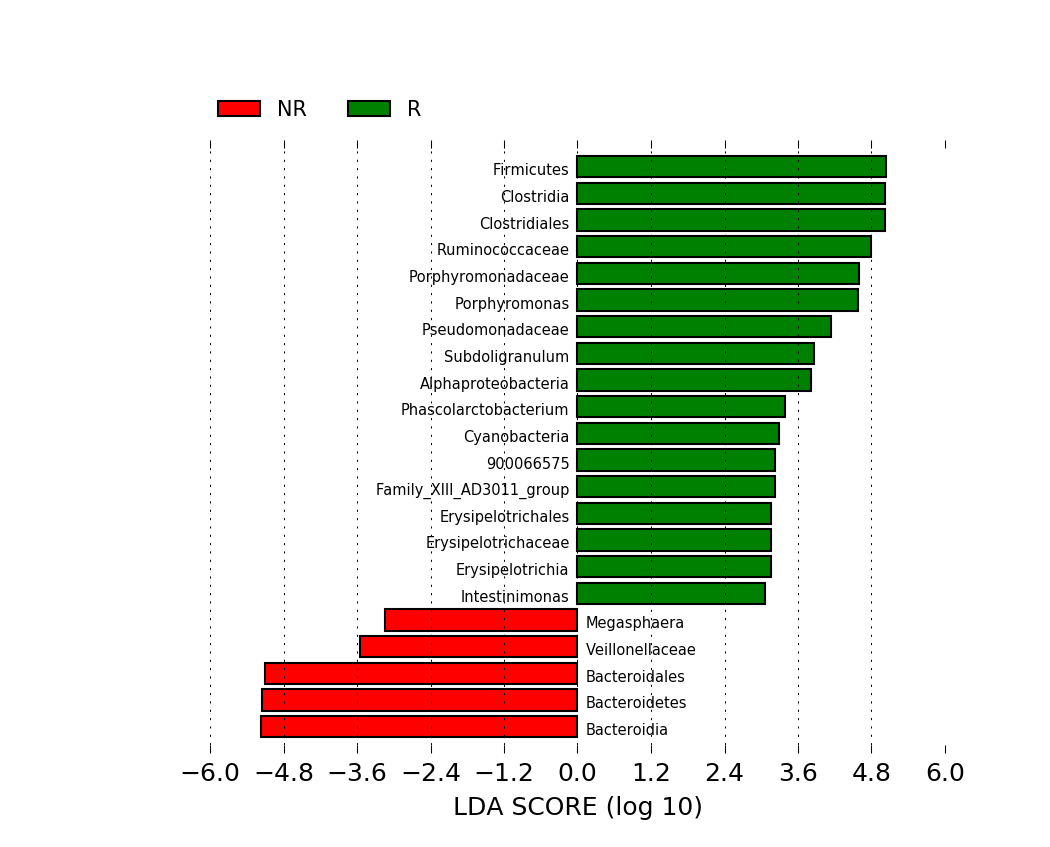 NR R
Firmicutes
Clostridia
Clostridiales
Ruminococcaceae
Porphyromonadaceae
Porphyromonas
Pseudomonadaceae
Subdoligranulum
Alphaproteobacteria
Phascolarctobacterium
Cyanobacteria
900066575
Family_XIII_AD3011_group
Erysipelotrichales
Erysipelotrichaceae
Erysipelotrichia
Intestinimonas
Megasphaera
Veillonellaceae
Bacteroidales
Bacteroidetes
Bacteroidia
−6.0 −4.8 −3.6 −2.4 −1.2 0.0 1.2 2.4 3.6 4.8 6.0
LDA SCORE (log 10)